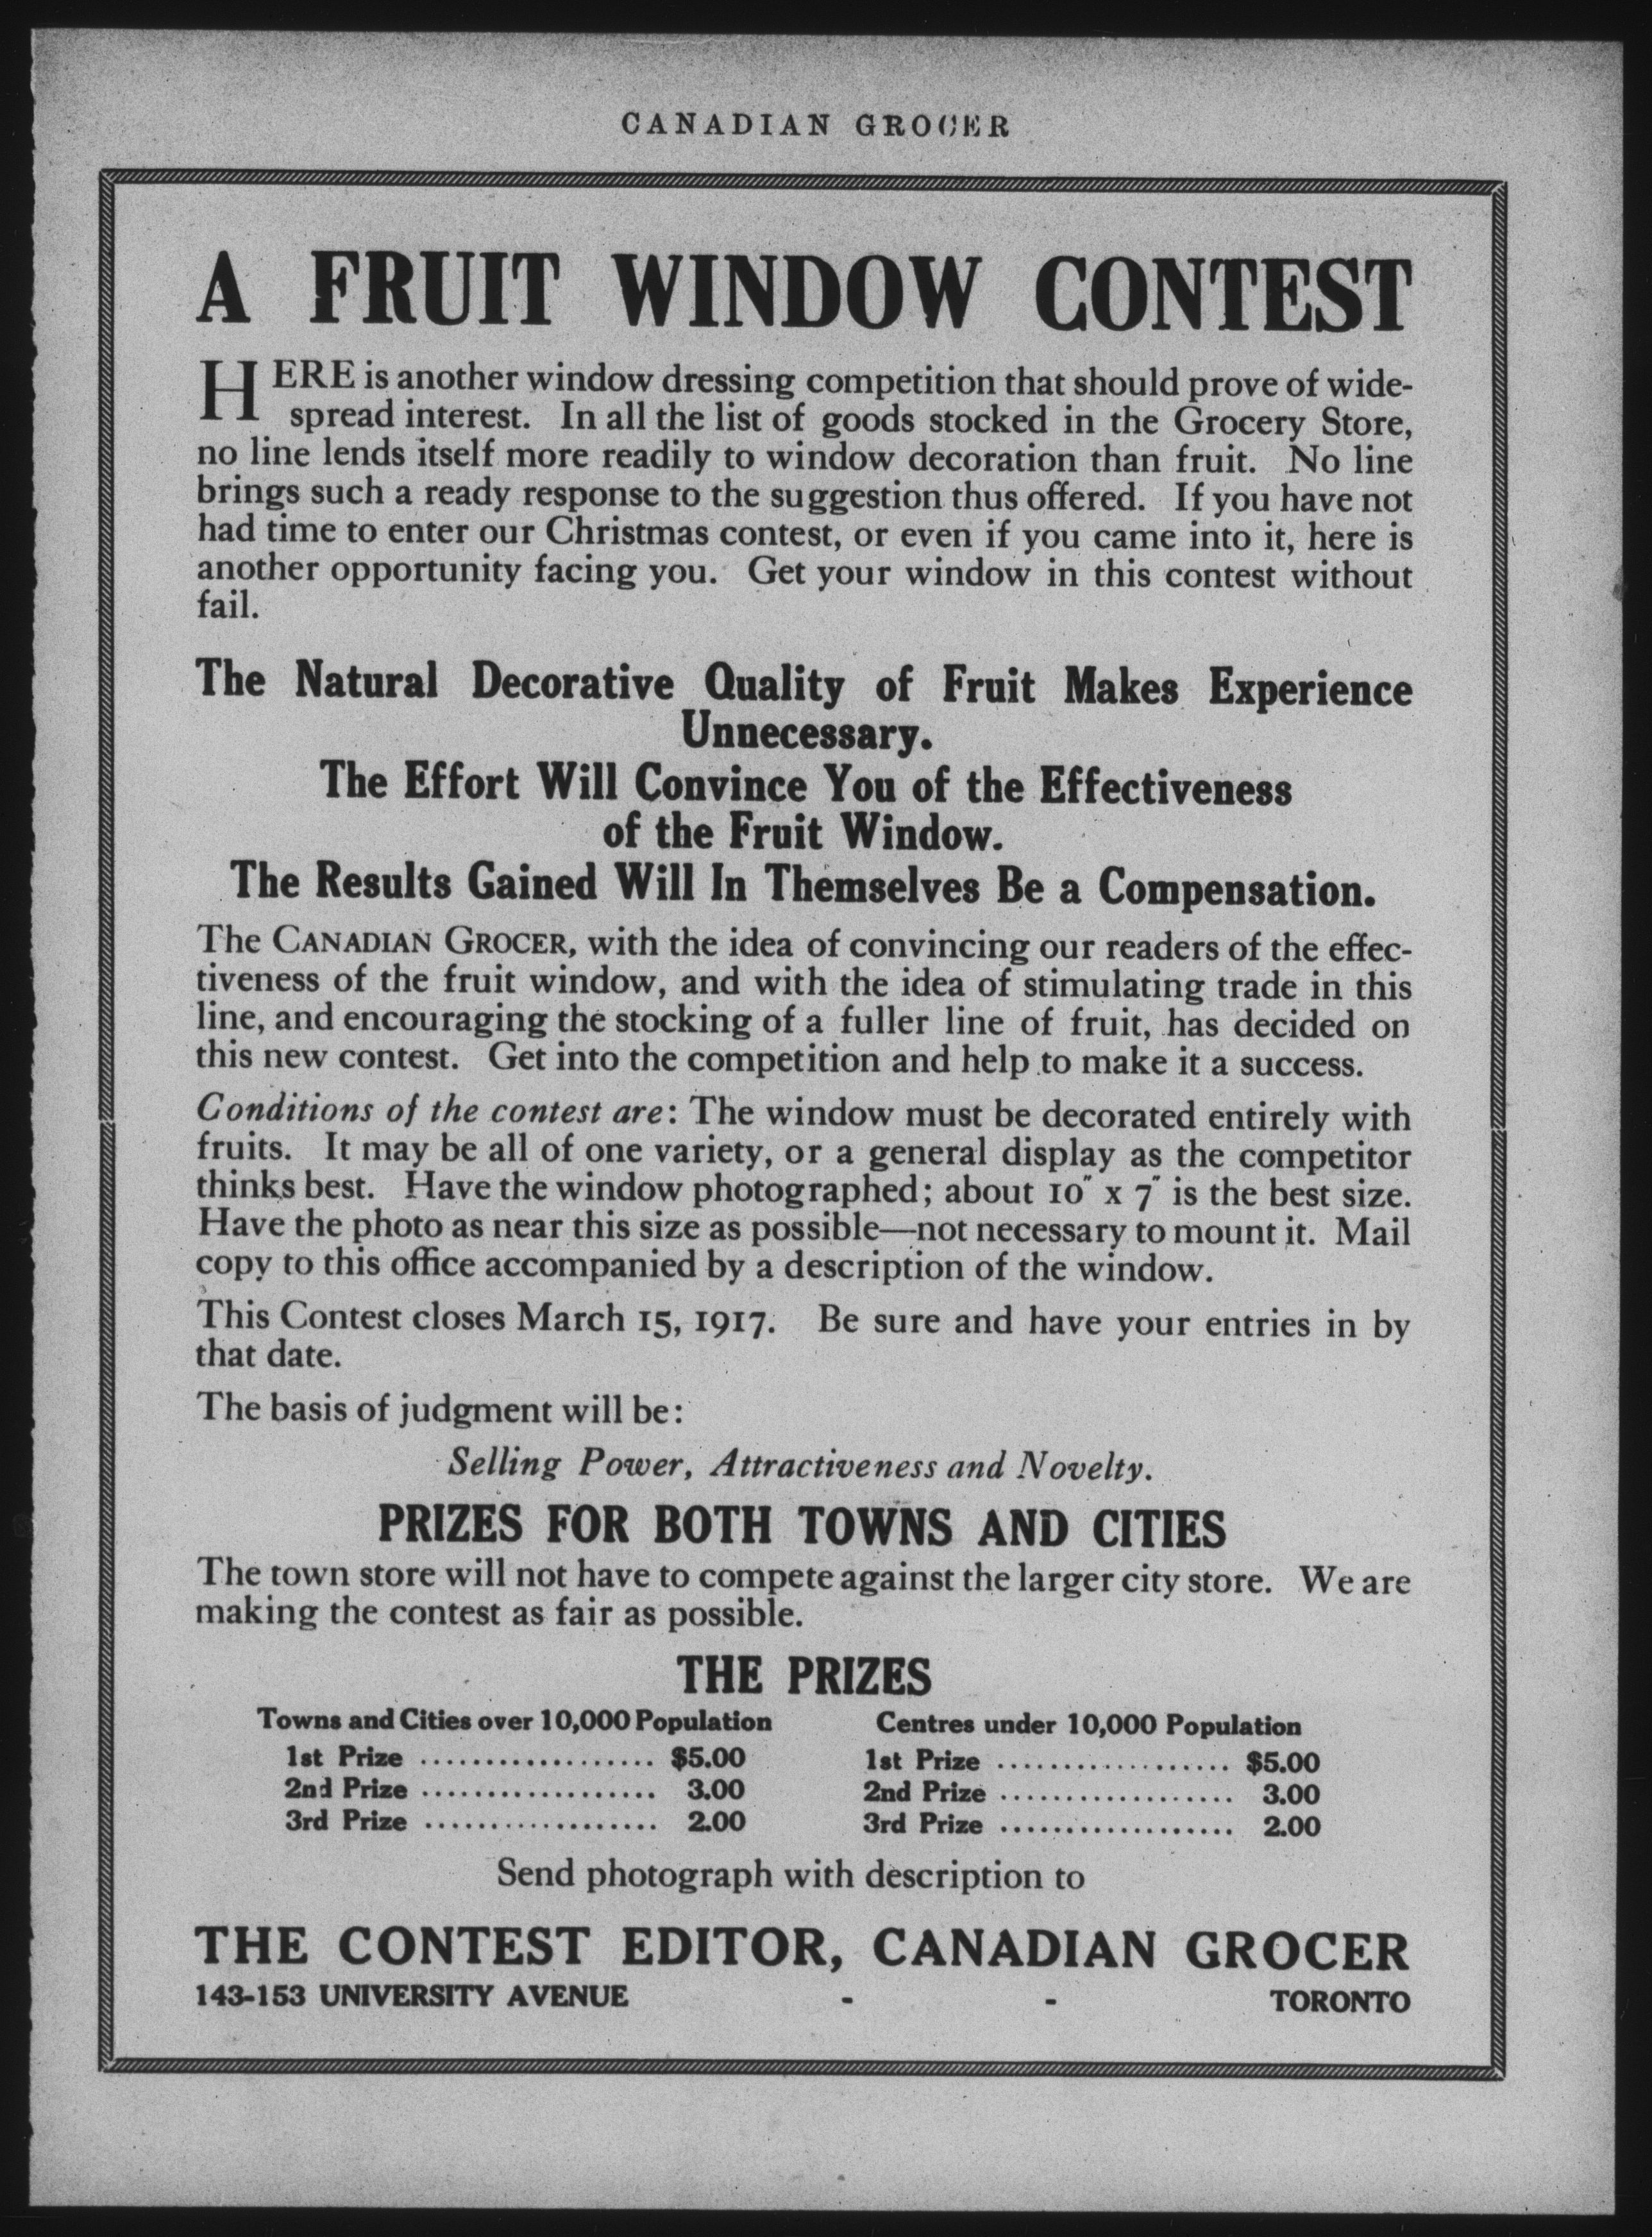 CANADIAN GROCER
A FRUIT WINDOW CONTEST
HERE is another window dressing competition that should prove of wide-
spread interest. In all the list of goods stocked in the Grocery Store,
no line lends itself more readily to window decoration than fruit. No line
brings such a ready response to the suggestion thus offered. If you have not
had time to enter our Christmas contest, or even if you came into it, here is
another opportunity facing you. Get your window in this contest without
fail.
The Natural Decorative Quality of Fruit Makes Experience
Unnecessary.
The Effort Will Convince You of the Effectiveness
of the Fruit Window.
The Results Gained Will In Themselves Be a Compensation.
The CANADIAN GROCER, with the idea of convincing our readers of the effec-
tiveness of the fruit window, and with the idea of stimulating trade in this
line, and encouraging the stocking of a fuller line of fruit, has decided on
this new contest. Get into the competition and help to make it a success.
Conditions of the contest are: The window must be decorated entirely with
fruits. It may be all of one variety, or a general display as the competitor
thinks best. Have the window photographed; about 10" x 7" is the best size.
Have the photo as near this size as possible—not necessary to mount it. Mail
copy to this office accompanied by a description of the window.
This Contest closes March 15, 1917. Be sure and have your entries in by
that date.
The basis of judgment will be:
Selling Power, Attractiveness and Novelty.
PRIZES FOR BOTH TOWNS AND CITIES
The town store will not have to compete against the larger city store. We are
making the contest as fair as possible.
THE PRIZES
Towns and Cities over 10,000 Population
1st Prize .................. $5.00
2nd Prize .................. 3.00
3rd Prize .................. 2.00
Centres under 10,000 Population
1st Prize .................. $5.00
2nd Prize .................. 3.00
3rd Prize .................. 2.00
Send photograph with description to
THE CONTEST EDITOR, CANADIAN GROCER
143-153 UNIVERSITY AVENUE - - TORONTO